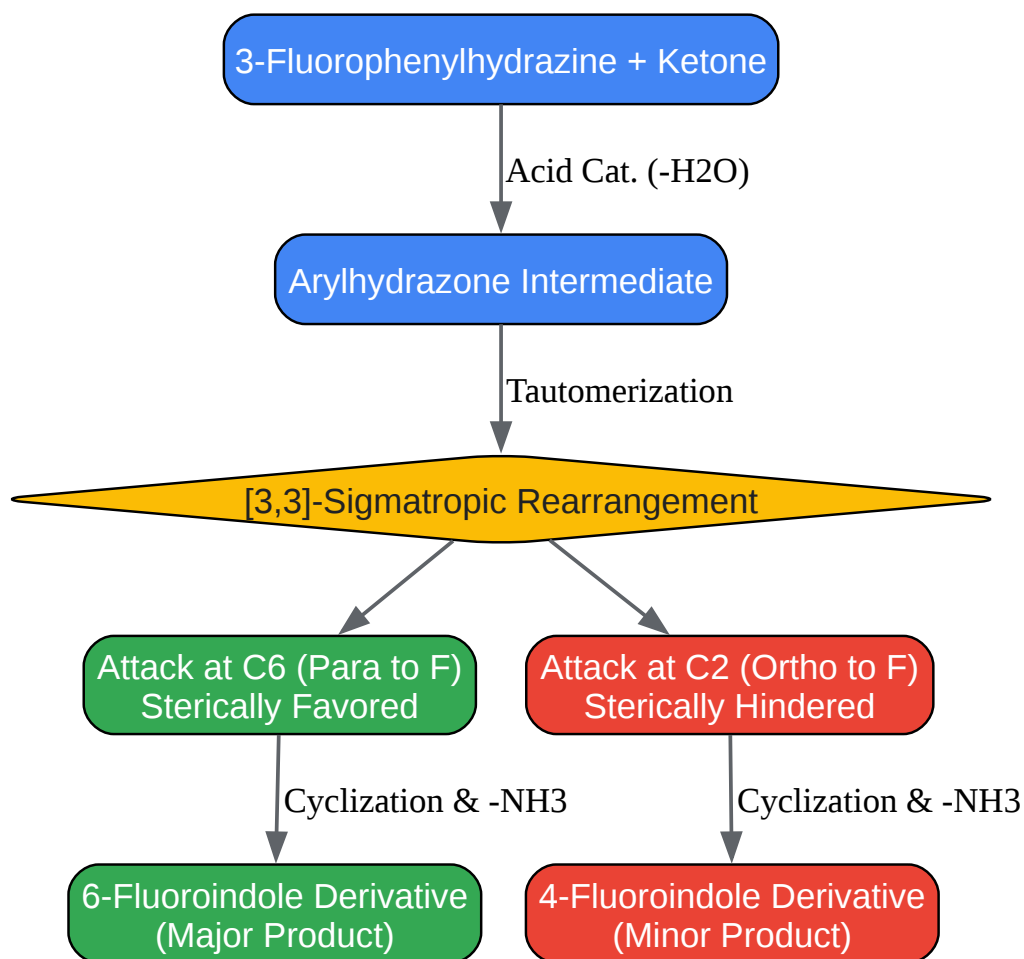 3-Fluorophenylhydrazine + Ketone
Acid Cat. (-H2O)
Arylhydrazone Intermediate
Tautomerization
[3,3]-Sigmatropic Rearrangement
Attack at C6 (Para to F)
Sterically Favored
Attack at C2 (Ortho to F)
Sterically Hindered
Cyclization & -NH3
Cyclization & -NH3
6-Fluoroindole Derivative
(Major Product)
4-Fluoroindole Derivative
(Minor Product)